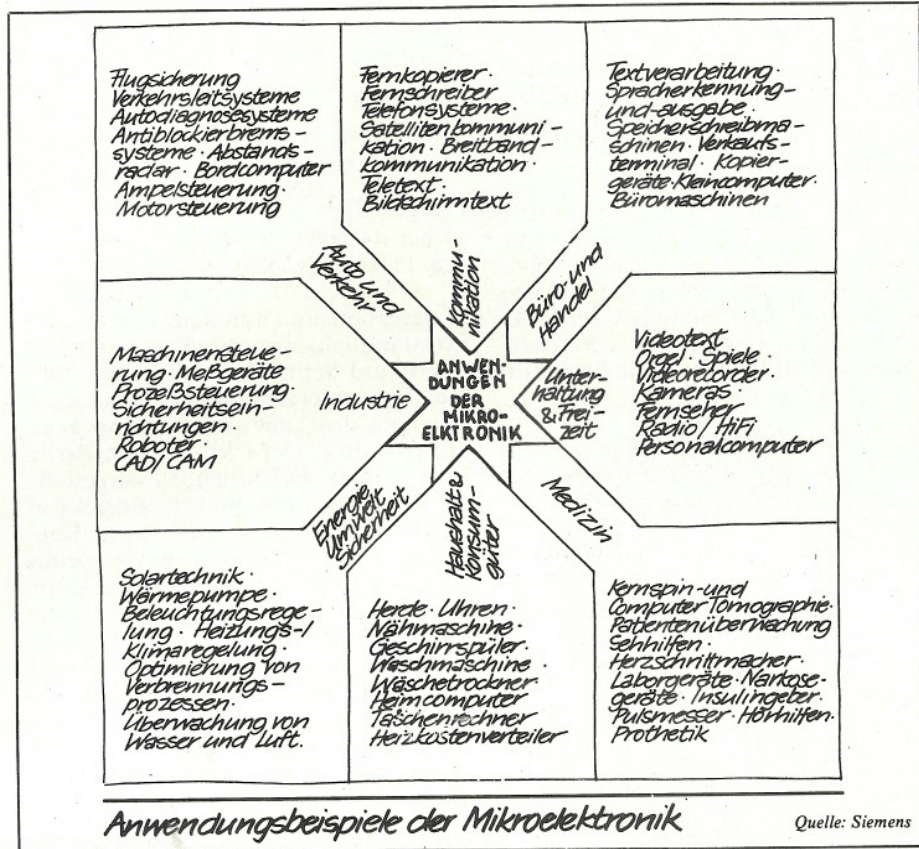 Flugsicherung
Verkehrsleitsysteme
Autodiagnosesysteme
Antiblockierbrems-
systeme · Abstands-
radar · Bordcomputer
Ampelsteuerung ·
Motorsteuerung
Auto und
Verkehr
Fernkopierer ·
Fernschreiber
Telefonsysteme ·
Satellitenkommuni-
kation · Breitband-
kommunikation ·
Teletext ·
Bildschirmtext
Kommu-
nikation
Textverarbeitung ·
Spracherkennung-
und-ausgabe ·
Speicherschreibma-
schinen · Verkaufs-
terminal · Kopier-
geräte · Kleincomputer ·
Büromaschinen
Büro-und
Handel
Maschinensteue-
rung · Meßgeräte
Prozeßsteuerung ·
Sicherheitsein-
richtungen ·
Roboter ·
CAD/CAM
Industrie
ANWEN-
DUNGEN
DER
MIKRO-
ELKTRONIK
Unter-
haltung
& Frei-
zeit
Videotext
Orgel · Spiele ·
Videorecorder ·
Kameras ·
Fernseher
Radio / HiFi
Personalcomputer
Energie
Umwelt
Sicherheit
Solartechnik ·
Wärmepumpe ·
Beleuchtungsrege-
lung · Heizungs-/
Klimaregelung ·
Optimierung von
Verbrennungs-
prozessen ·
Überwachung von
Wasser und Luft.
Haushalt &
Konsum-
güter
Herde · Uhren ·
Nähmaschine ·
Geschirrspüler ·
Waschmaschine ·
Wäschetrockner ·
Heimcomputer
Taschenrechner
Heizkostenverteiler
Medizin
Kernspin-und
Computer Tomographie ·
Patientenüberwachung
Sehhilfen ·
Herzschrittmacher ·
Laborgeräte · Narkose-
geräte · Insulingeber ·
Pulsmesser · Hörhilfen ·
Prothetik
Anwendungsbeispiele der Mikroelektronik
Quelle: Siemens